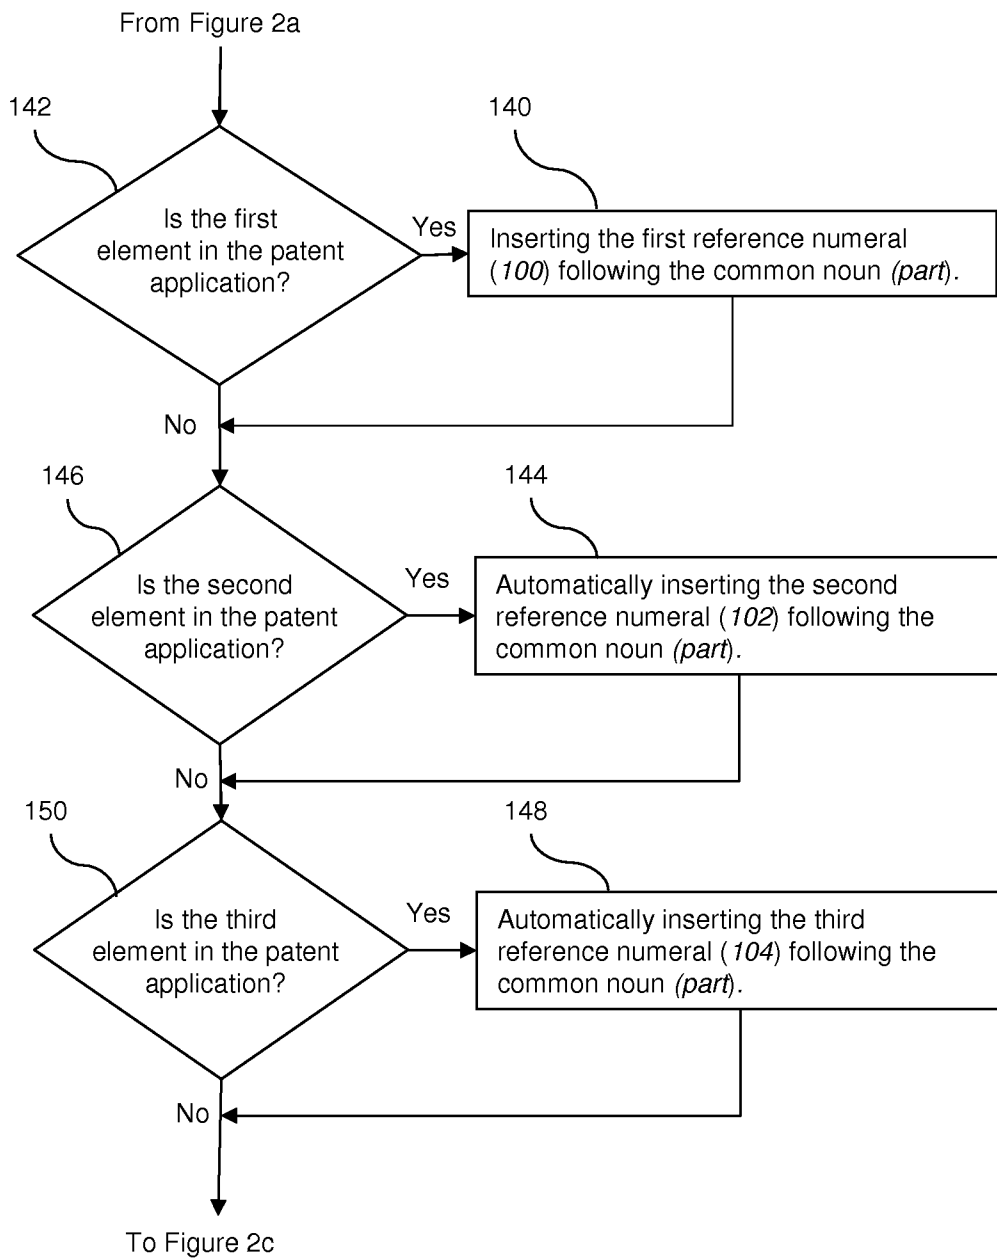 From Figure 2a
142
140
Is the first
element in the patent
application?
Yes
Inserting the first reference numeral
(100) following the common noun (part).
No
146
144
Is the second
element in the patent
application?
Yes
Automatically inserting the second
reference numeral (102) following the
common noun (part).
No
150
148
Is the third
element in the patent
application?
Yes
Automatically inserting the third
reference numeral (104) following the
common noun (part).
No
To Figure 2c